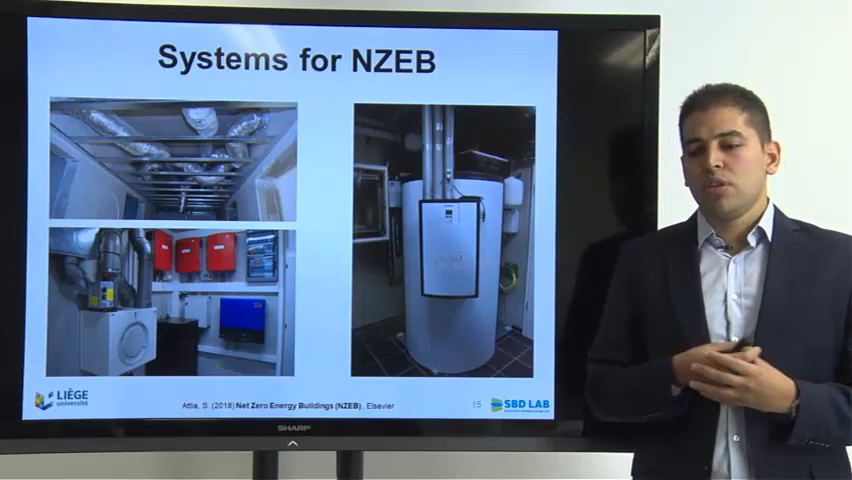 Systems for NZEB
LIÈGE
université
Attia, S. (2018) Net Zero Energy Buildings (NZEB), Elsevier
15
SBD LAB
SHARP